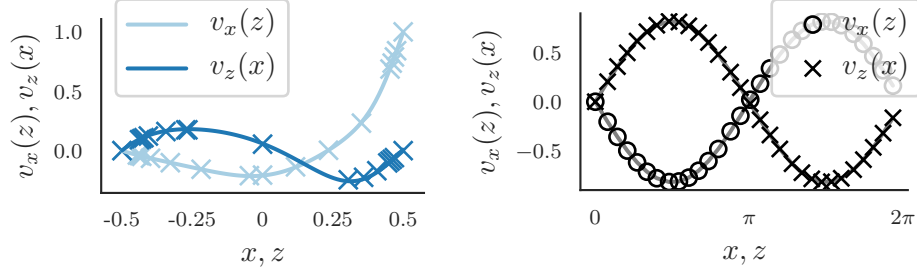 v_x(z), v_z(x)
1.0
0.5
0.0
v_x(z)
v_z(x)
-0.5
-0.25
0
0.25
0.5
x, z
v_x(z), v_z(x)
0.5
0.0
−0.5
v_x(z)
v_z(x)
0
π
2π
x, z